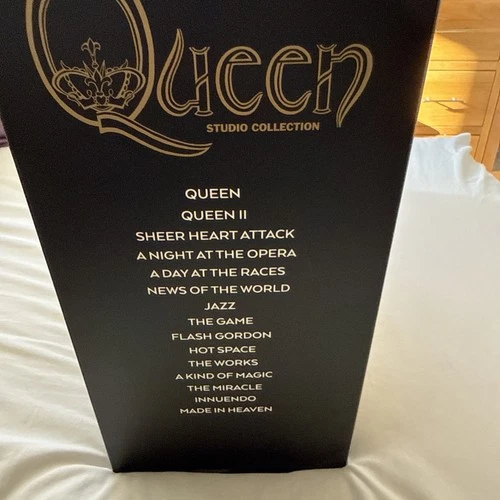 Queen
STUDIO COLLECTION
QUEEN
QUEEN II
SHEER HEART ATTACK
A NIGHT AT THE OPERA
A DAY AT THE RACES
NEWS OF THE WORLD
JAZZ
THE GAME
FLASH GORDON
HOT SPACE
THE WORKS
A KIND OF MAGIC
THE MIRACLE
INNUENDO
MADE IN HEAVEN